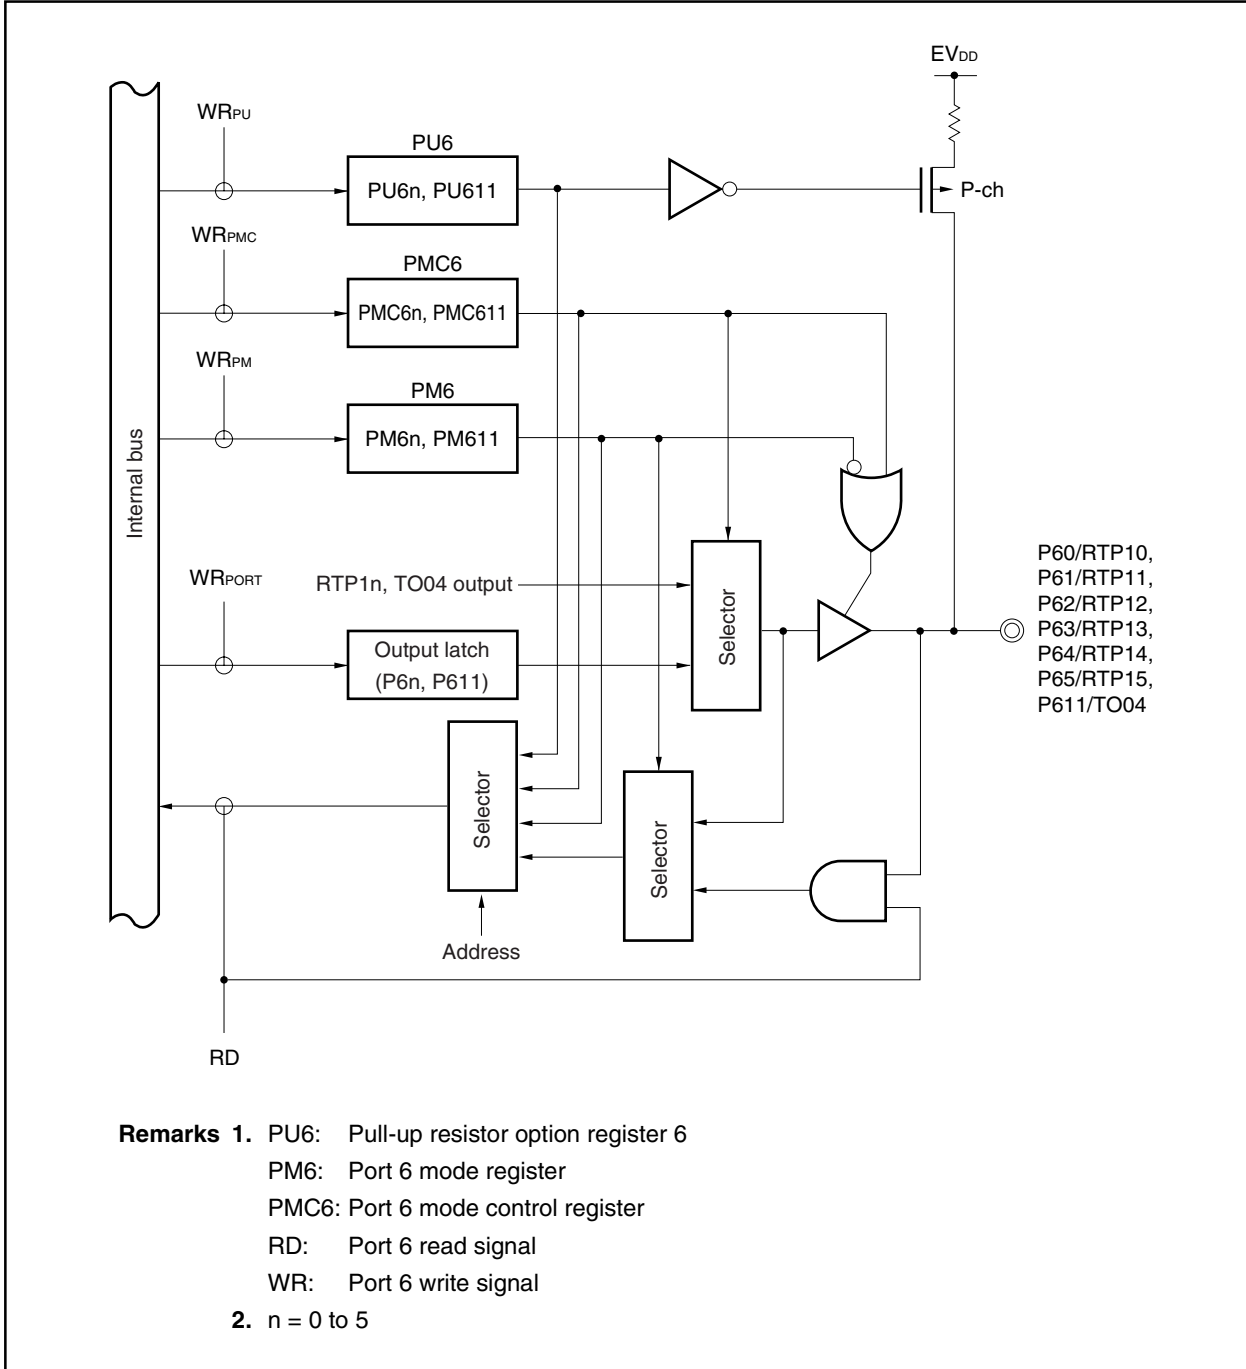 EVDD
WRPU
PU6
PU6n, PU611
P-ch
WRPMC
PMC6
PMC6n, PMC611
WRPM
PM6
PM6n, PM611
Internal bus
WRPORT
RTP1n, TO04 output
Selector
Output latch
(P6n, P611)
P60/RTP10,
P61/RTP11,
P62/RTP12,
P63/RTP13,
P64/RTP14,
P65/RTP15,
P611/TO04
Selector
Selector
Address
RD
Remarks 1. PU6: Pull-up resistor option register 6
PM6: Port 6 mode register
PMC6: Port 6 mode control register
RD: Port 6 read signal
WR: Port 6 write signal
2. n = 0 to 5